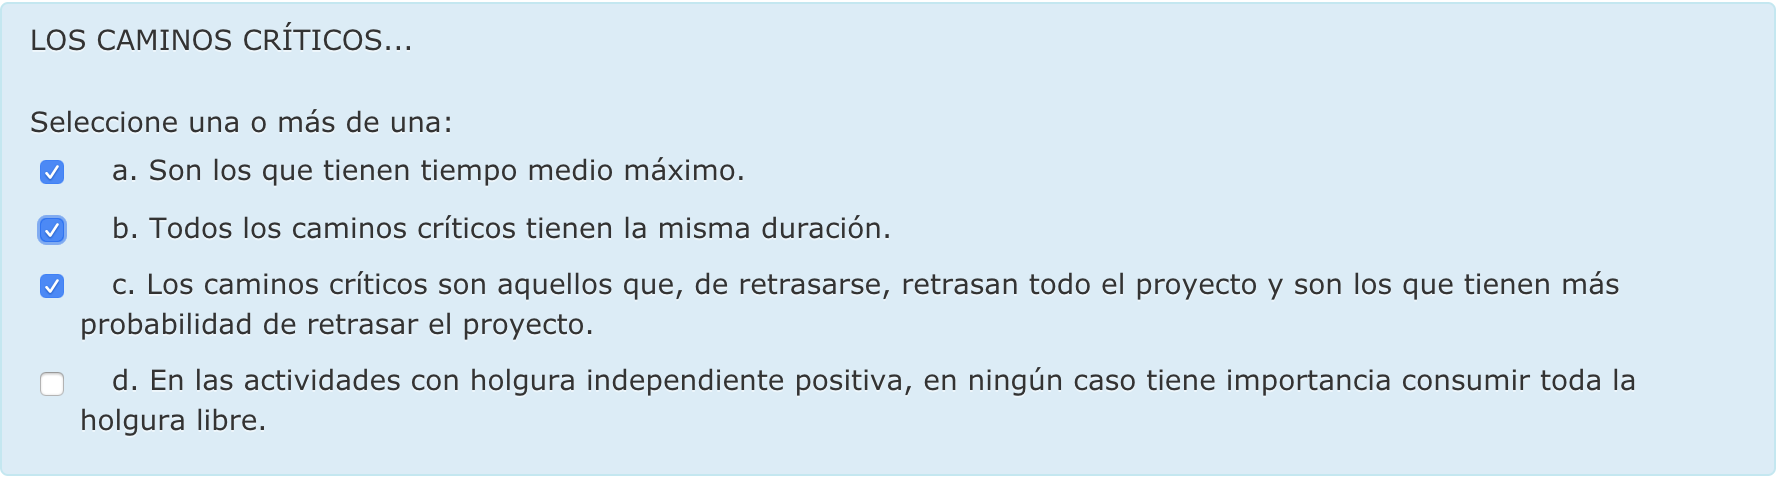 LOS CAMINOS CRÍTICOS...
Seleccione una o más de una:
a. Son los que tienen tiempo medio máximo.
b. Todos los caminos críticos tienen la misma duración.
c. Los caminos críticos son aquellos que, de retrasarse, retrasan todo el proyecto y son los que tienen más
probabilidad de retrasar el proyecto.
d. En las actividades con holgura independiente positiva, en ningún caso tiene importancia consumir toda la
holgura libre.